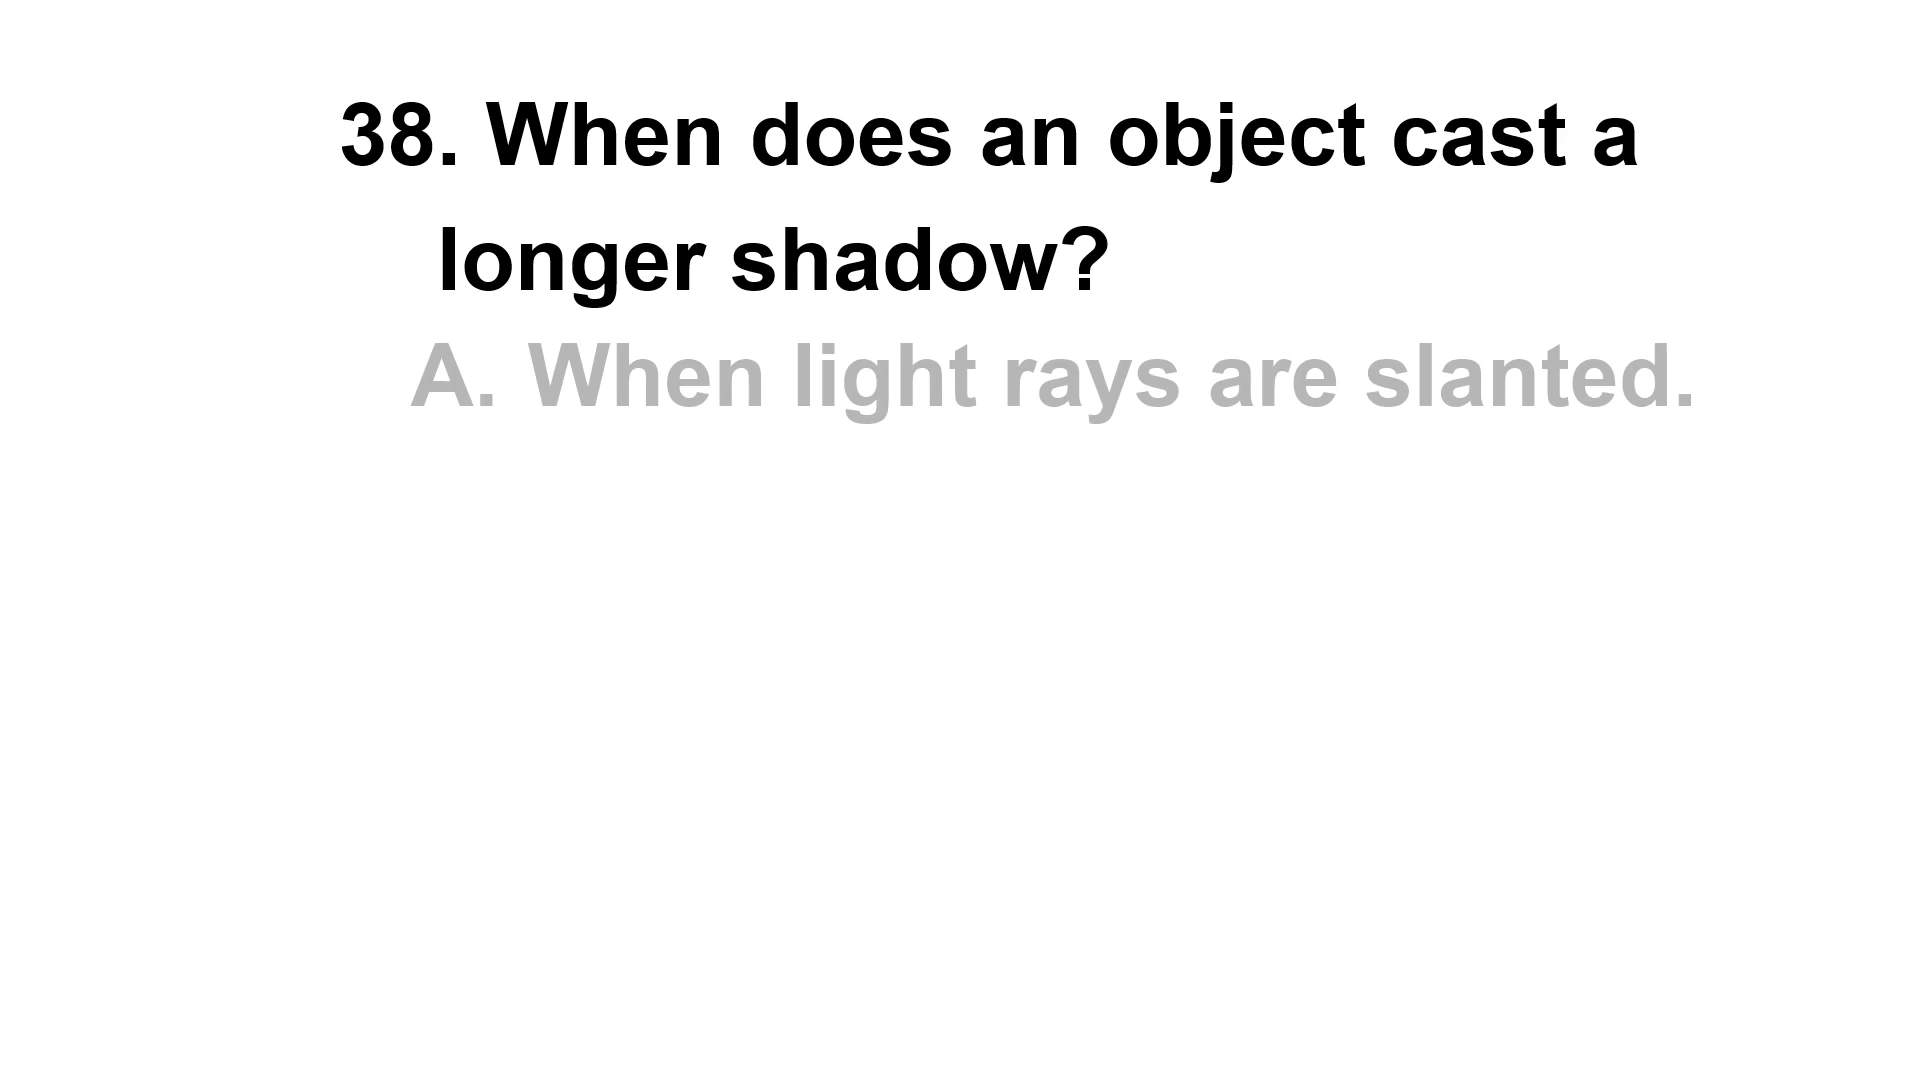 38. When does an object cast a
longer shadow?
A. When light rays are slanted.